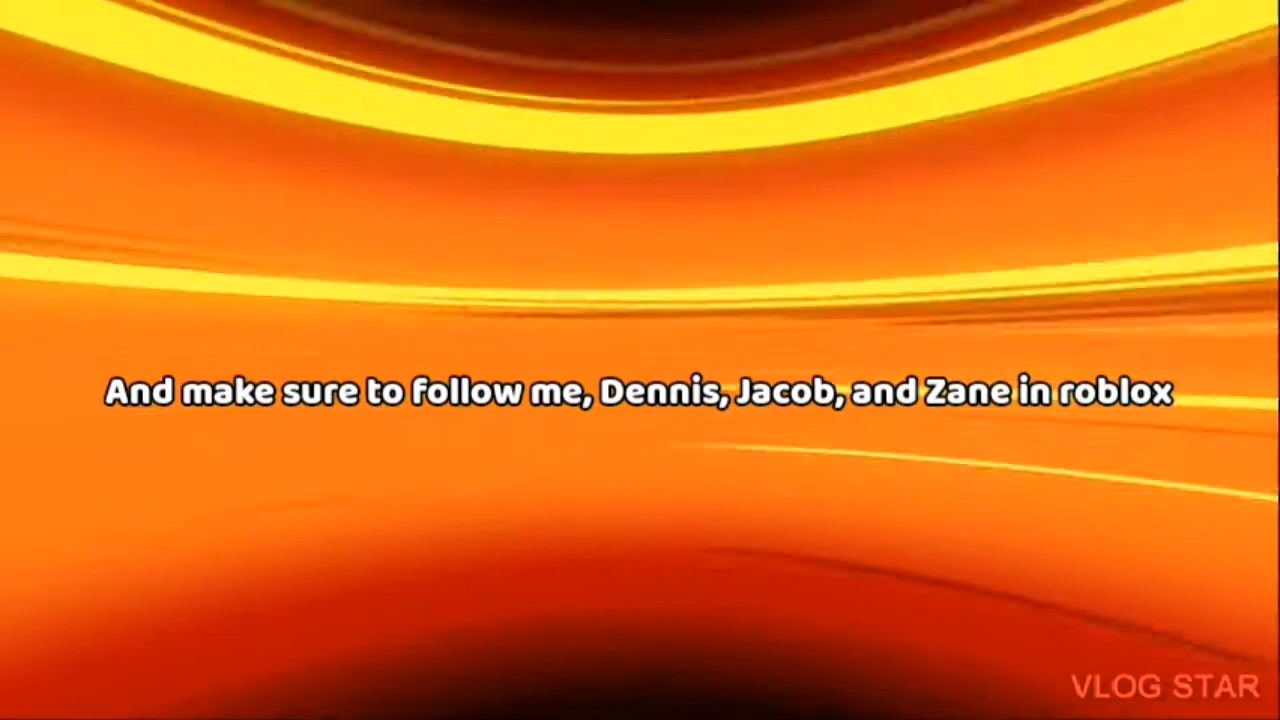 And make sure to follow me, Dennis, Jacob, and Zane in roblox
VLOG STAR